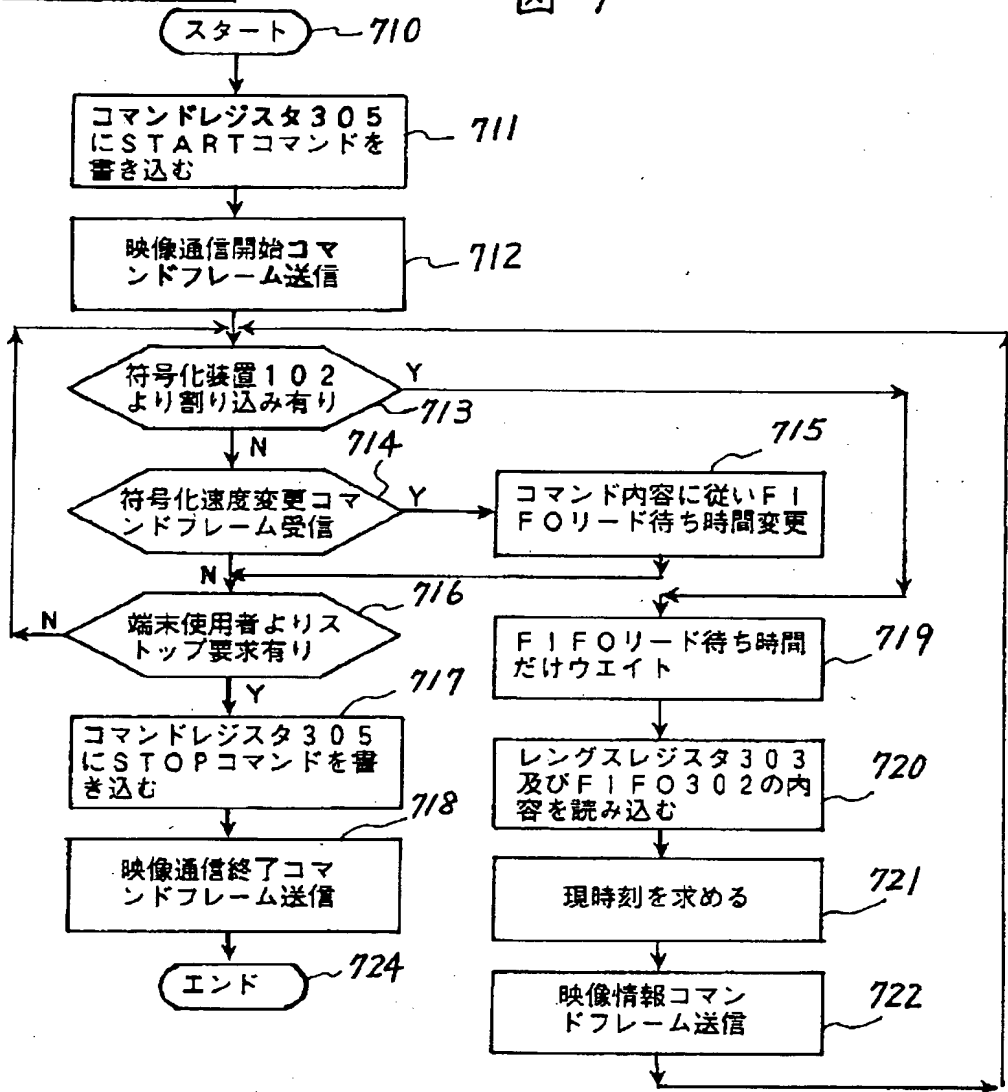 図 7
スタート
710
コマンドレジスタ305
にSTARTコマンドを
書き込む
711
映像通信開始コマ
ンドフレーム送信
712
符号化装置102
より割り込み有り
Y
713
N
714
符号化速度変更コマ
ンドフレーム受信
Y
715
コマンド内容に従いFI
FOリード待ち時間変更
N
716
端末使用者よりス
トップ要求有り
N
Y
717
コマンドレジスタ305
にSTOPコマンドを書
き込む
718
映像通信終了コマ
ンドフレーム送信
エンド
724
FIFOリード待ち時間
だけウエイト
719
レングスレジスタ303
及びFIFO302の内
容を読み込む
720
現時刻を求める
721
映像情報コマン
ドフレーム送信
722